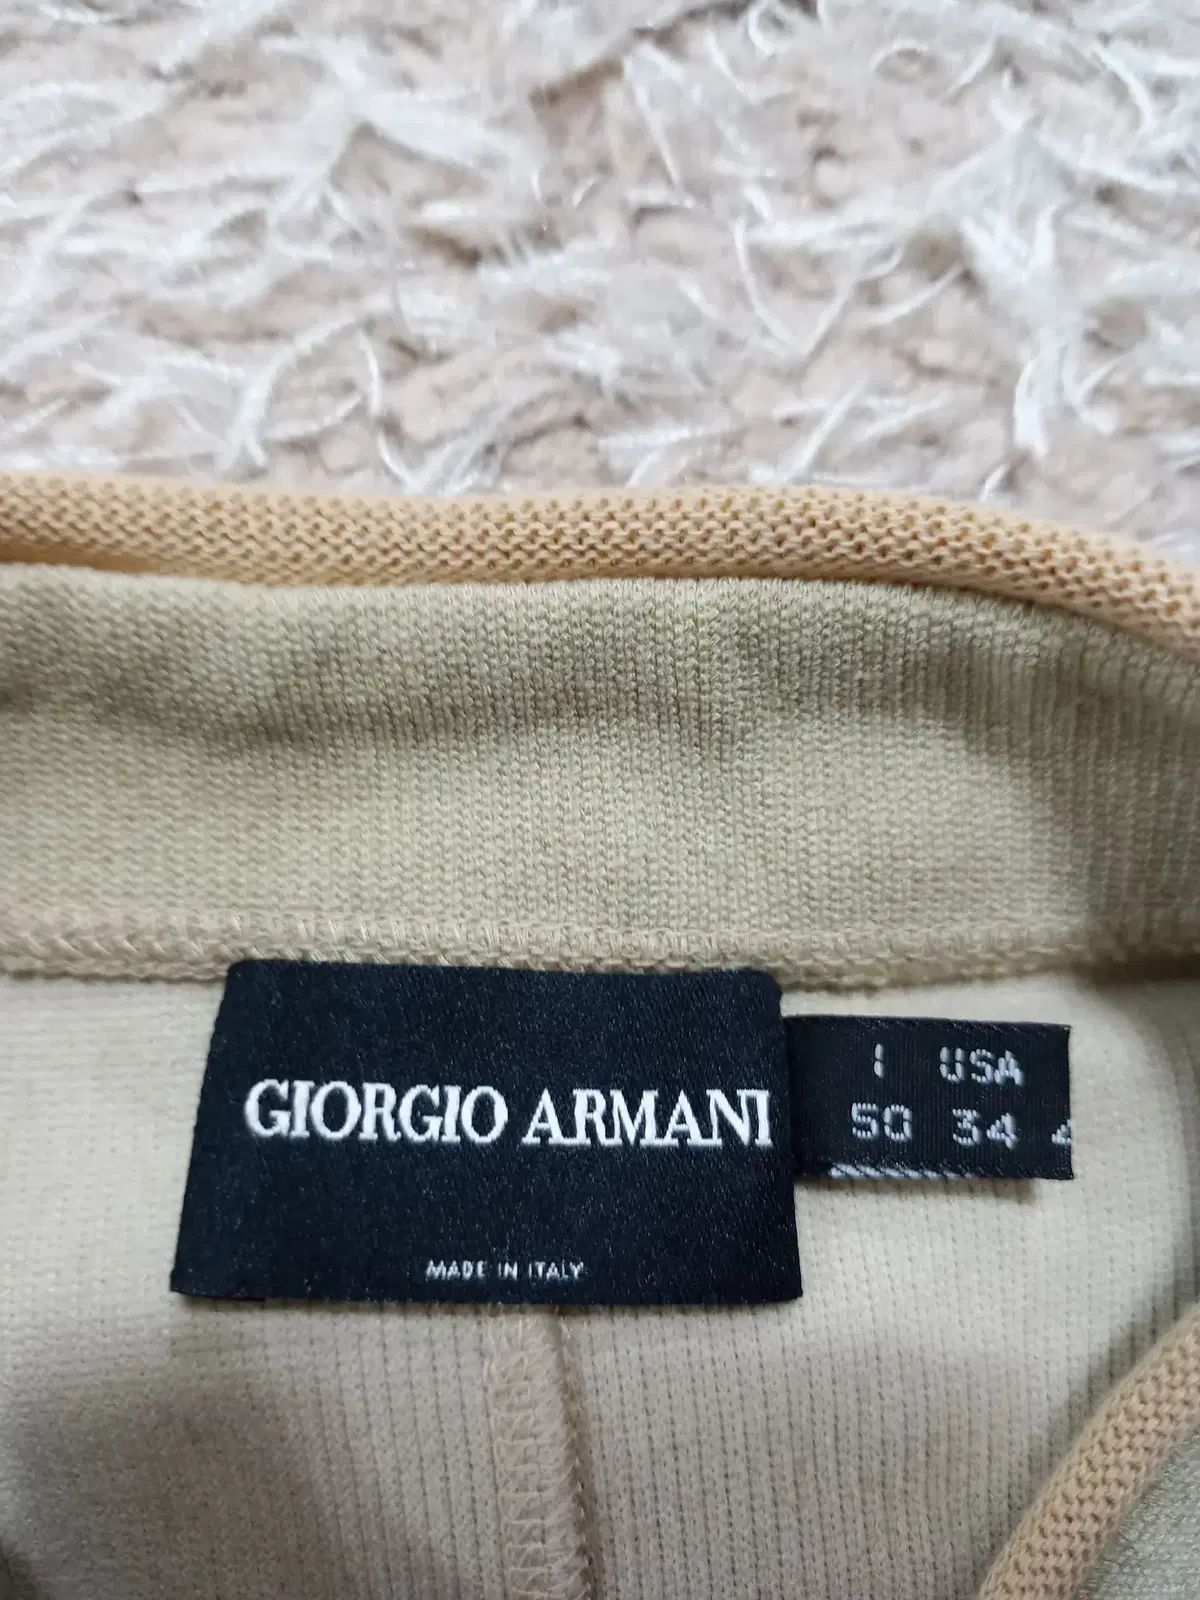 GIORGIO ARMANI
MADE IN ITALY
I USA
50 34